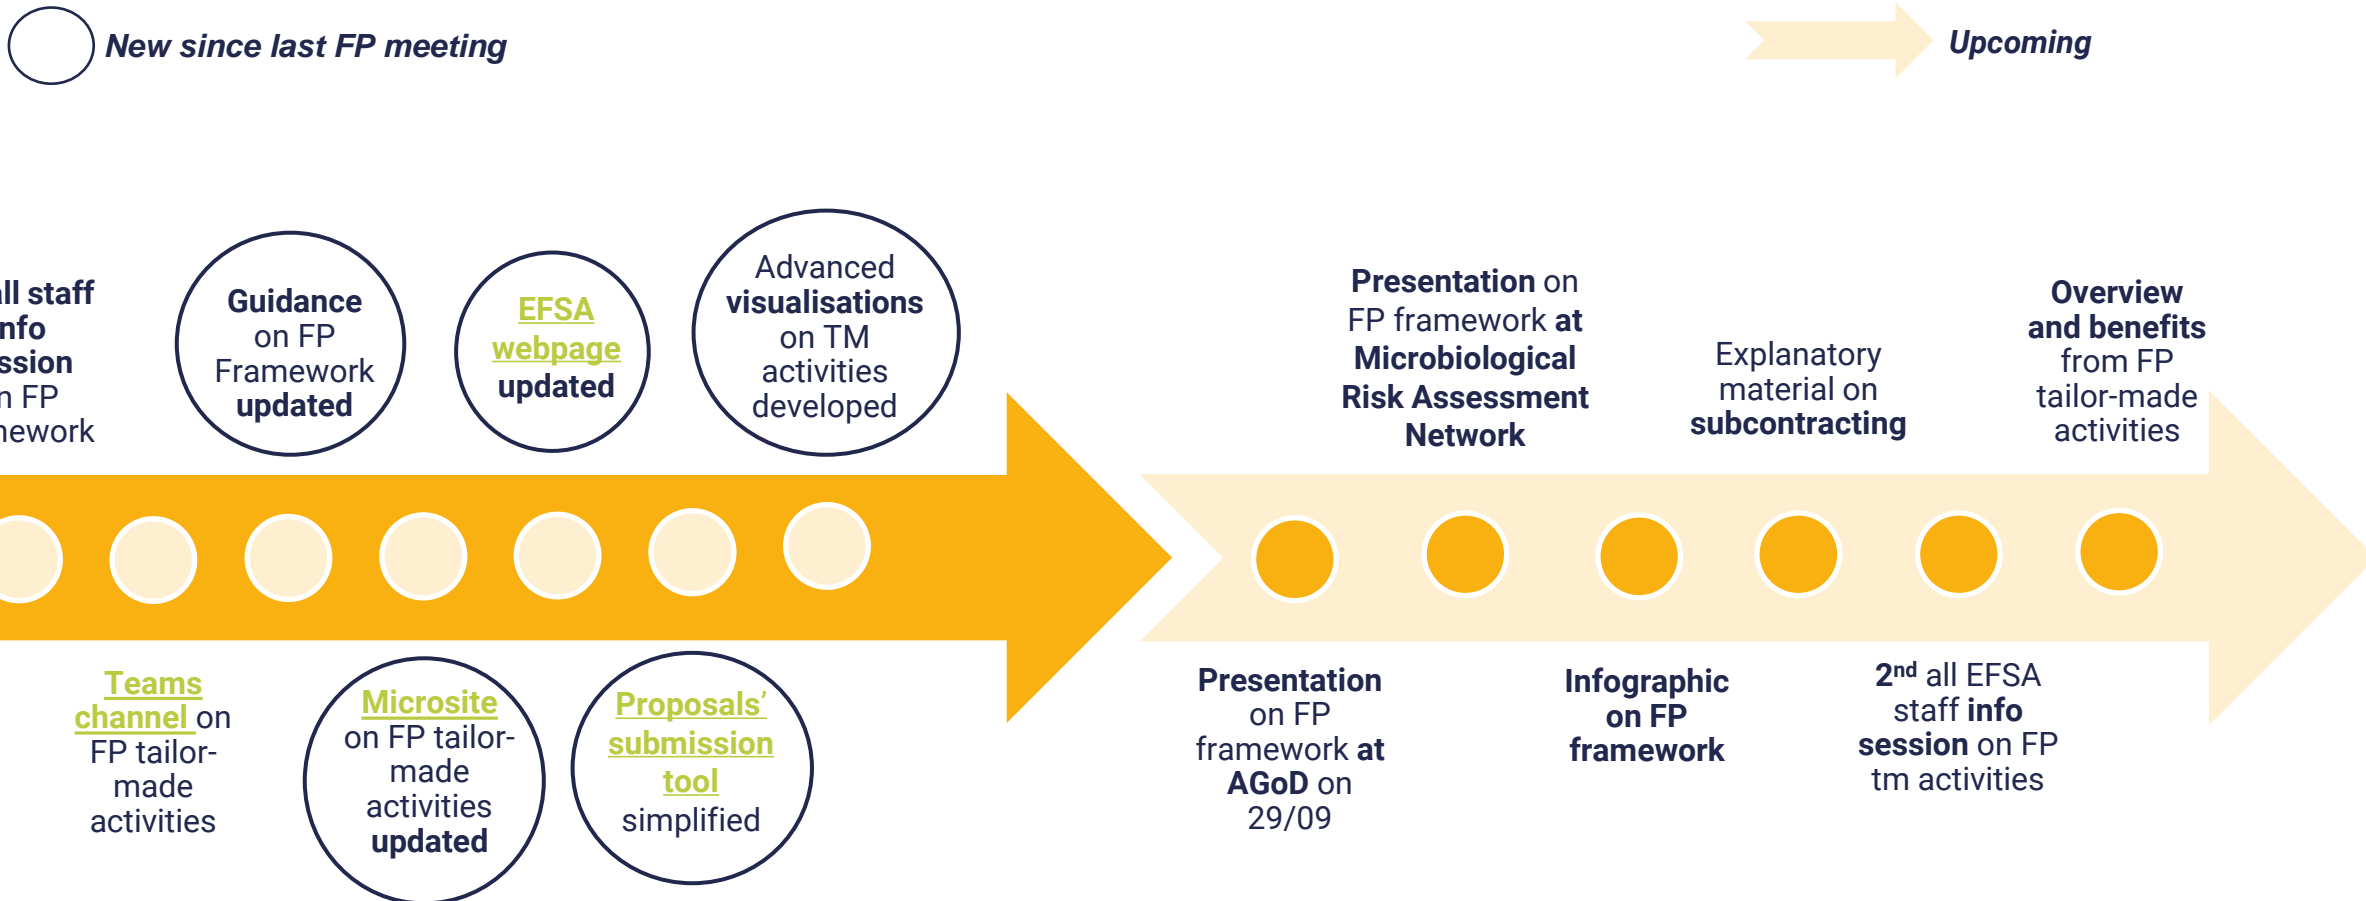 New since last FP meeting
Upcoming
all staff
info
ssion
n FP
nework
Guidance
on FP
Framework
updated
EFSA
webpage
updated
Advanced
visualisations
on TM
activities
developed
Presentation on
FP framework at
Microbiological
Risk Assessment
Network
Explanatory
material on
subcontracting
Overview
and benefits
from FP
tailor-made
activities
Teams
channel on
FP tailor-
made
activities
Microsite
on FP tailor-
made
activities
updated
Proposals’
submission
tool
simplified
Presentation
on FP
framework at
AGoD on
29/09
Infographic
on FP
framework
2nd all EFSA
staff info
session on FP
tm activities